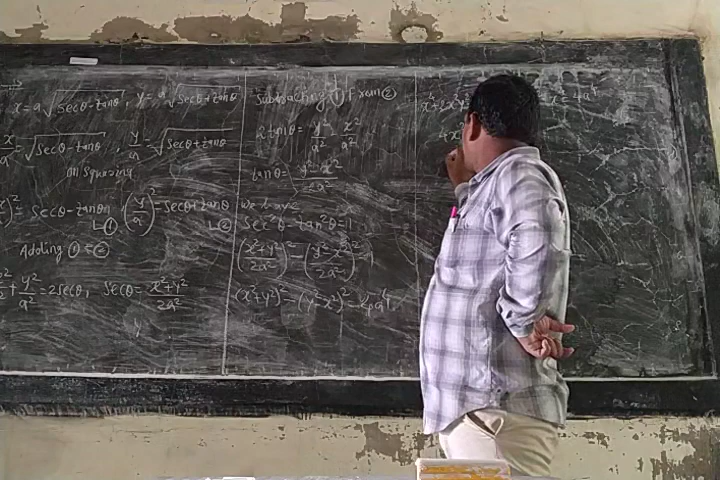 x = a √secθ-tanθ, y = a √secθ+tanθ
x/a = √secθ-tanθ, y/a = √secθ+tanθ
on Squaring
= secθ-tanθ (y/a)² = secθ+tanθ
①
②
Adding ① & ②
+ y²/a² = 2secθ, secθ = x²+y²/2a²
Subtracting ① From ②
2tanθ = y²/a² - x²/a²
tanθ = y²-x²/2a²
we have
sec²θ - tan²θ = 1
(x²+y²/2a²)² - (y²-x²/2a²)² = 1
(x²+y²)² - (y²-x²)² =
x⁴+2x²y²
= 4a⁴
4x